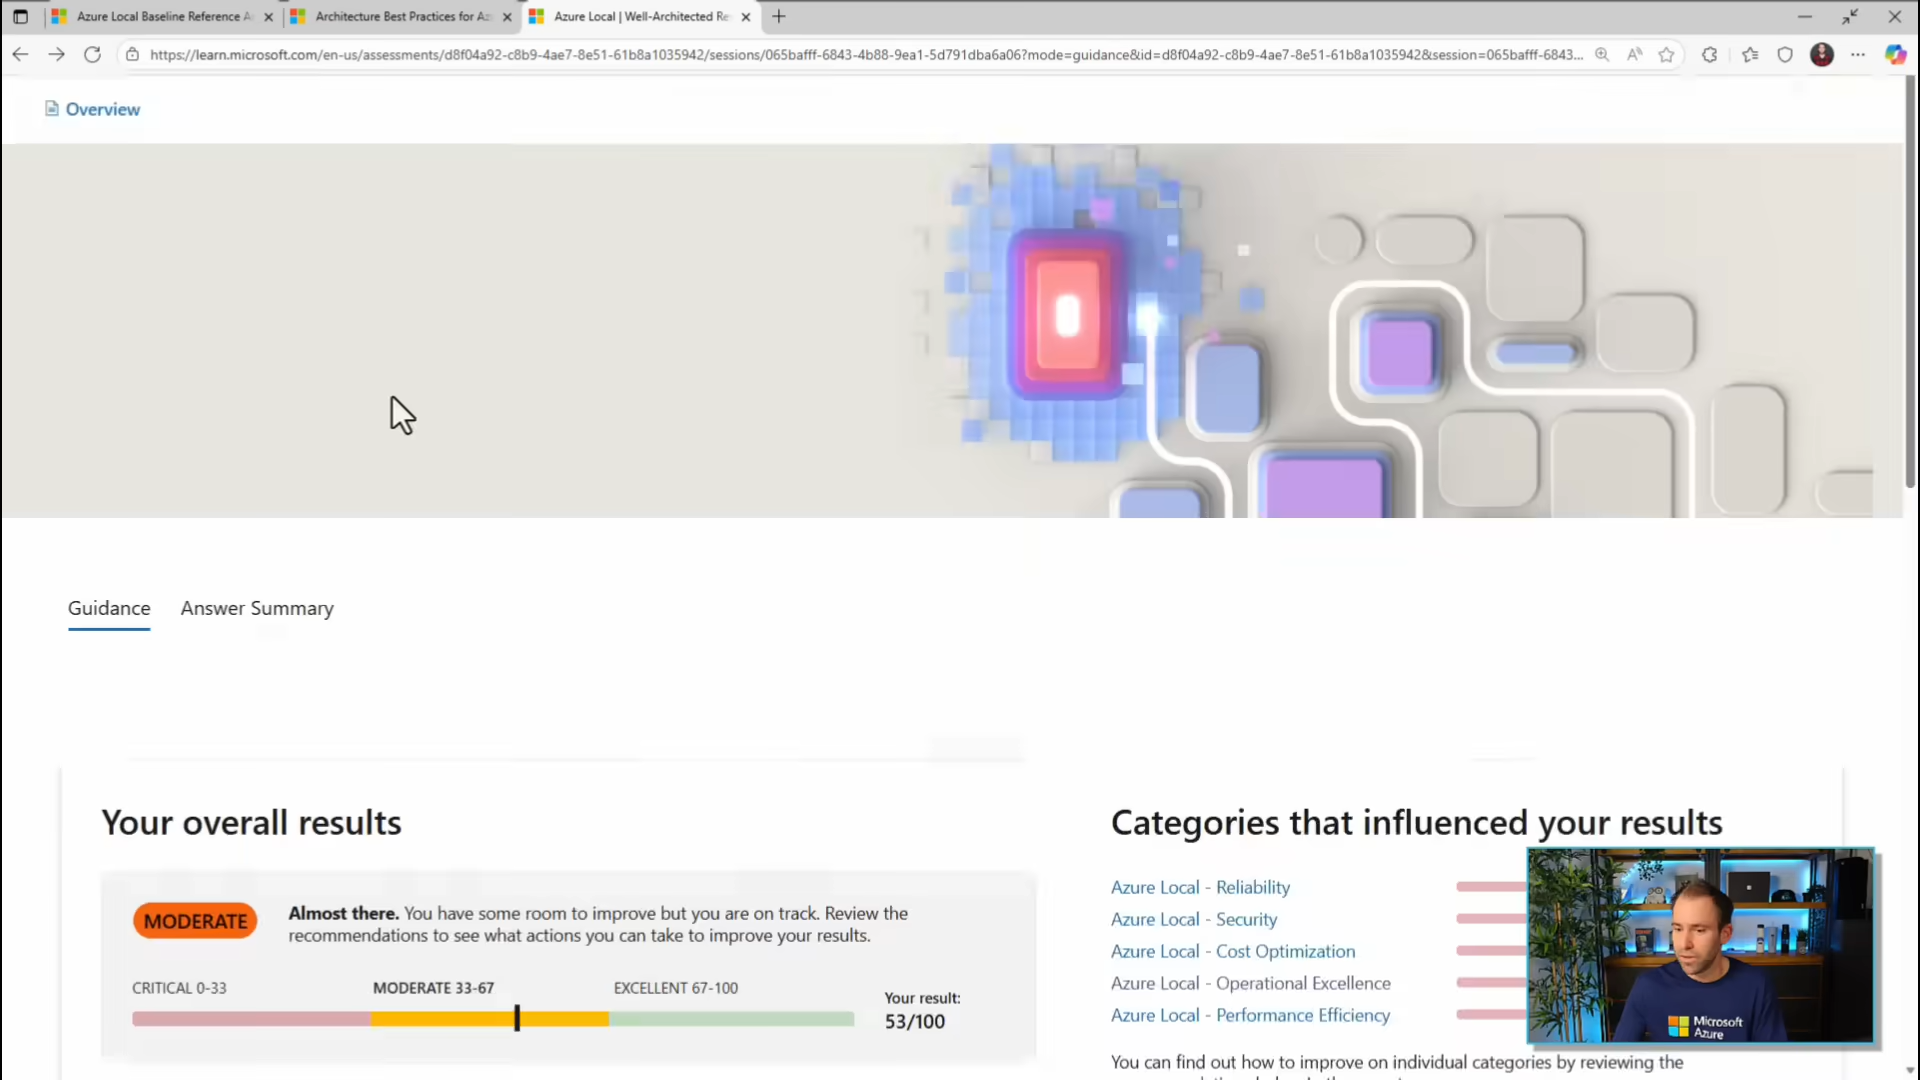 Azure Local Baseline Reference A
Architecture Best Practices for Az
Azure Local | Well-Architected Re
https://learn.microsoft.com/en-us/assessments/d8f04a92-c8b9-4ae7-8e51-61b8a1035942/sessions/065bafff-6843-4b88-9ea1-5d791dba6a06?mode=guidance&id=d8f04a92-c8b9-4ae7-8e51-61b8a1035942&session=065bafff-6843...
Overview
Guidance
Answer Summary
Your overall results
MODERATE
Almost there. You have some room to improve but you are on track. Review the
recommendations to see what actions you can take to improve your results.
CRITICAL 0-33
MODERATE 33-67
EXCELLENT 67-100
Your result:
53/100
Categories that influenced your results
Azure Local - Reliability
Azure Local - Security
Azure Local - Cost Optimization
Azure Local - Operational Excellence
Azure Local - Performance Efficiency
You can find out how to improve on individual categories by reviewing the
Microsoft
Azure